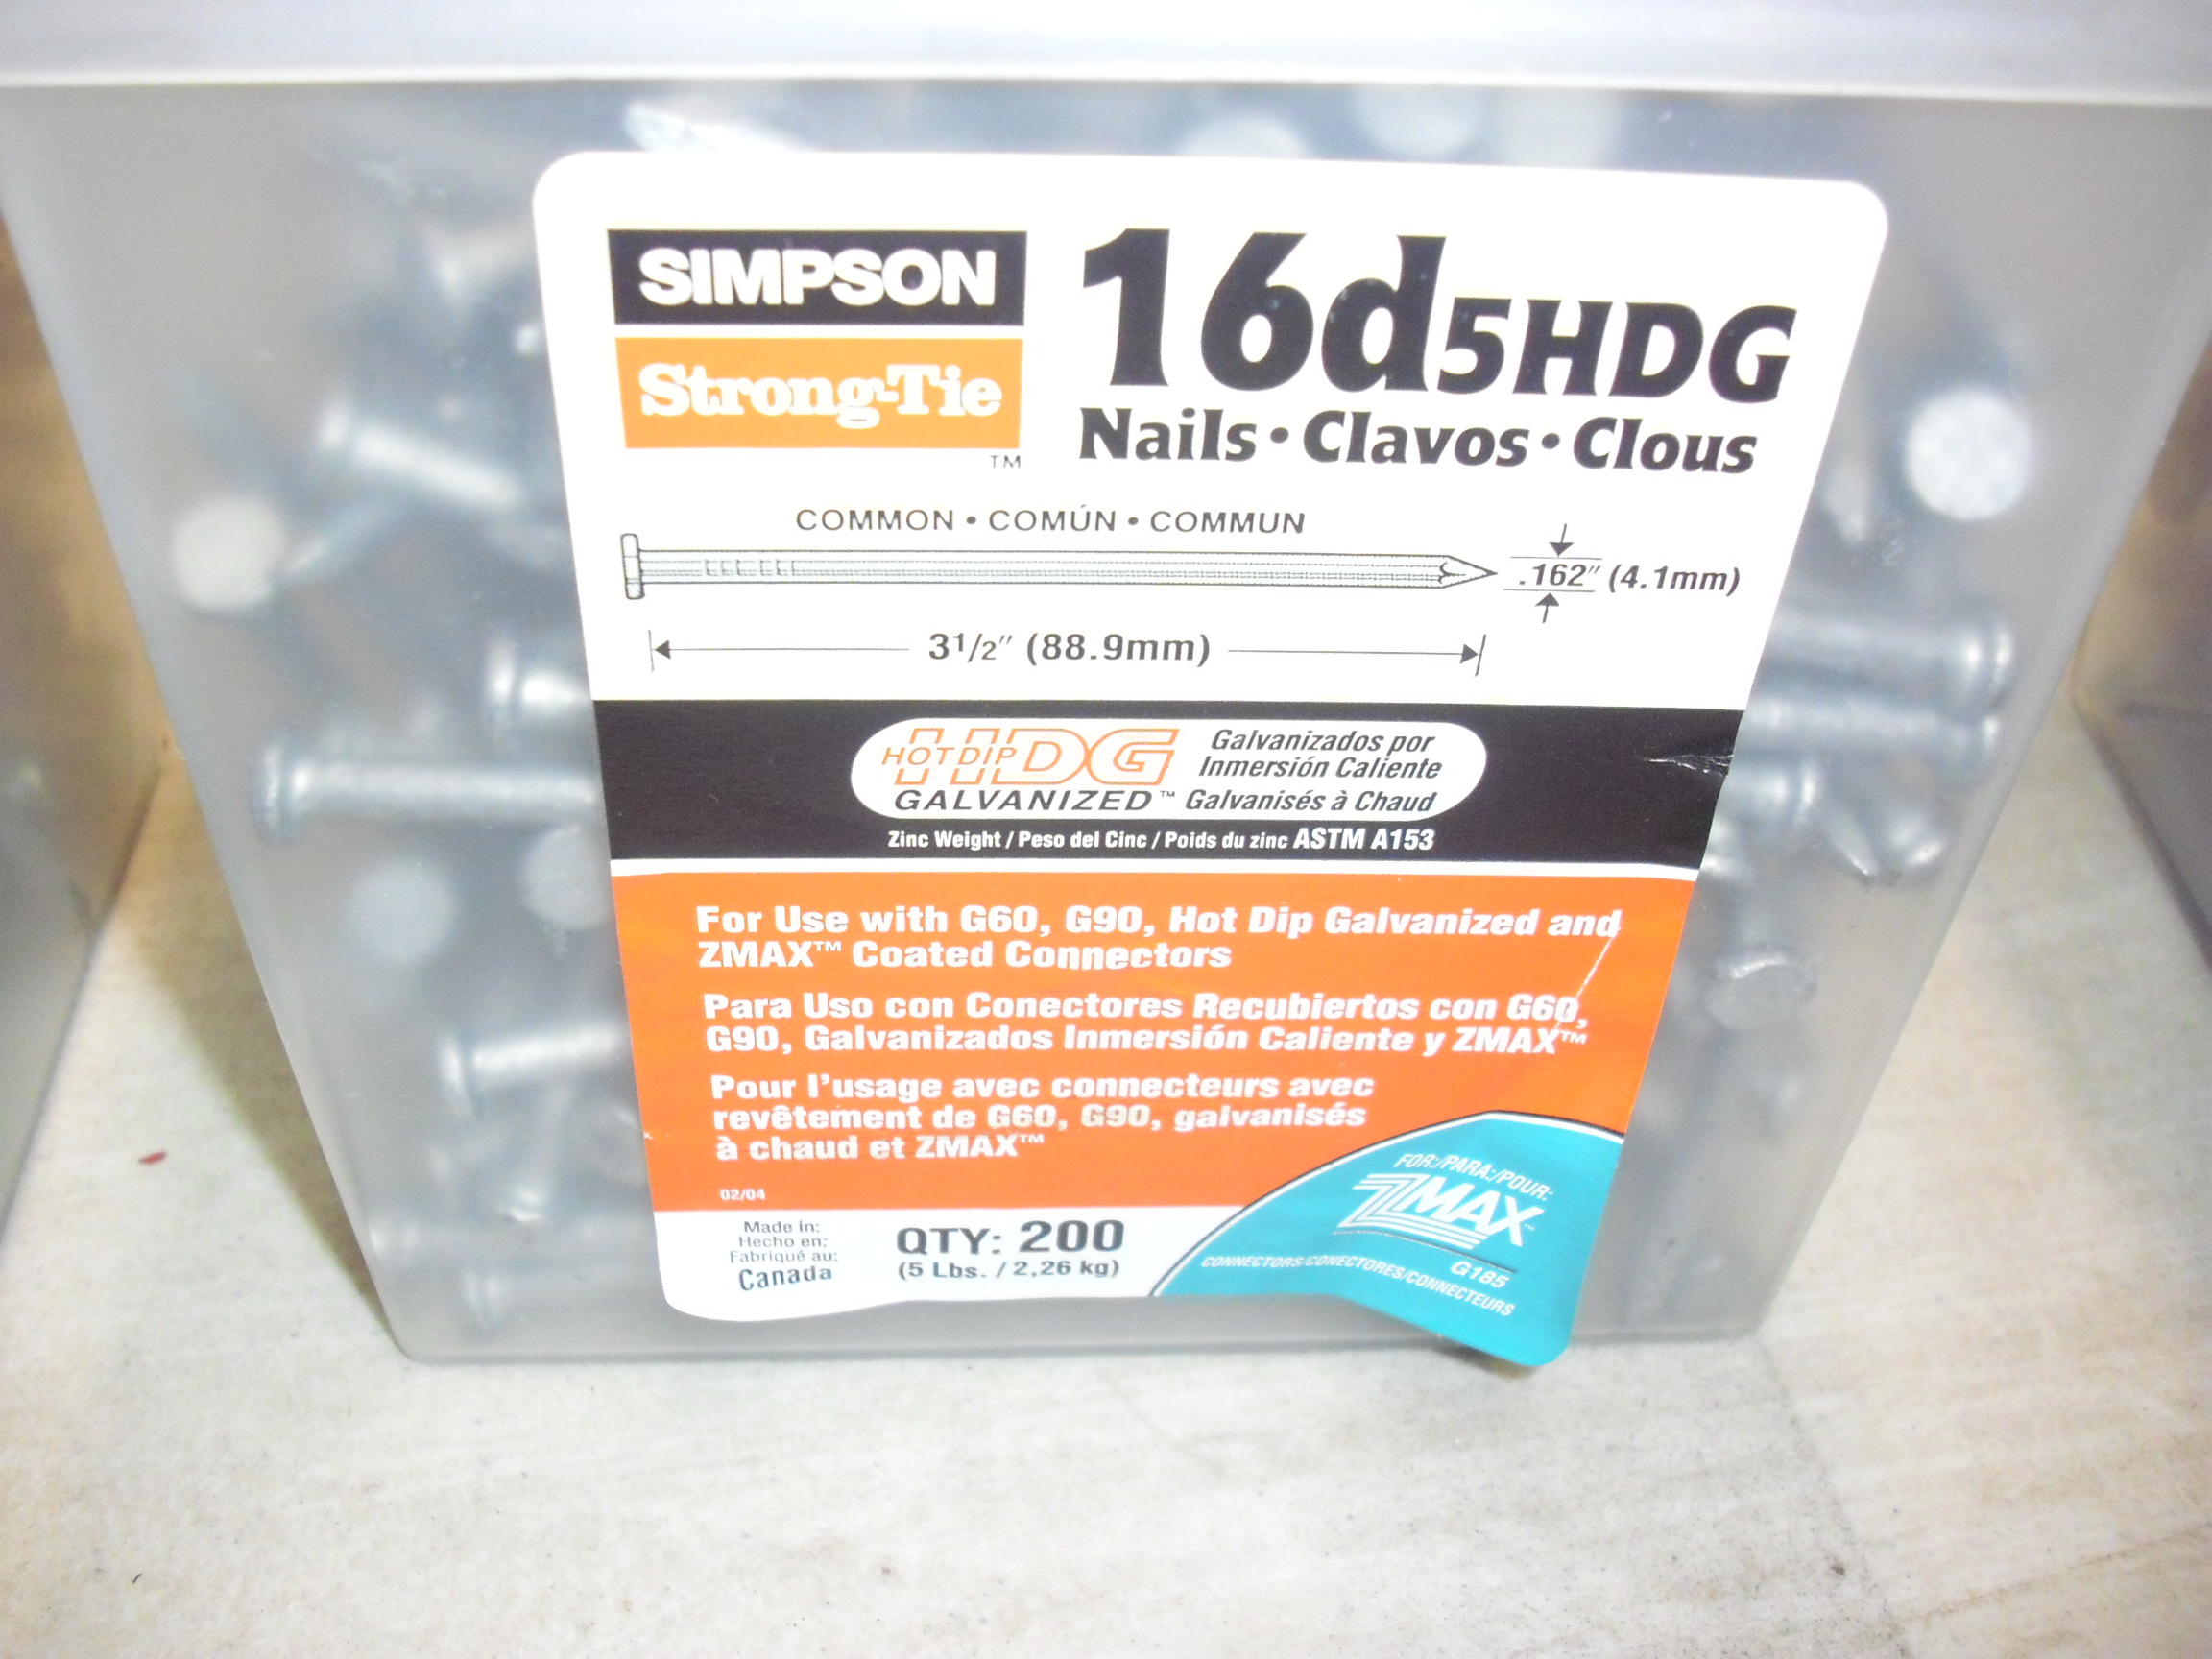 SIMPSON
Strong-Tie
TM
16d5HDG
Nails • Clavos • Clous
COMMON • COMÚN • COMMUN
.162" (4.1mm)
3 1/2" (88.9mm)
HOT DIP HDG
GALVANIZED™
Galvanizados por
Inmersión Caliente
Galvanisés à Chaud
Zinc Weight / Peso del Cinc / Poids du zinc ASTM A153
For Use with G60, G90, Hot Dip Galvanized and
ZMAX™ Coated Connectors
Para Uso con Conectores Recubiertos con G60,
G90, Galvanizados Inmersión Caliente y ZMAX™
Pour l'usage avec connecteurs avec
revêtement de G60, G90, galvanisés
à chaud et ZMAX™
02/04
Made in:
Hecho en:
Fabriqué au:
Canada
QTY: 200
(5 Lbs. / 2,26 kg)
FOR:/PARA:/POUR:
ZMAX™
G185
CONNECTORS/CONECTORES/CONNECTEURS